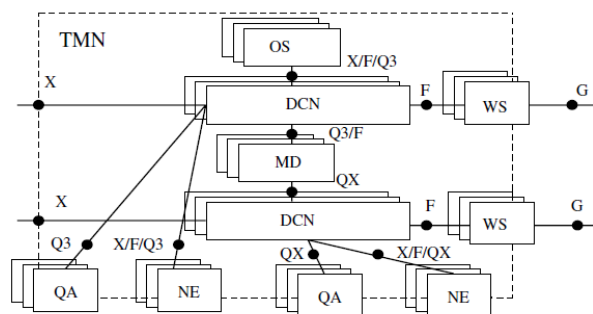 TMN
OS
X
X/F/Q3
F
G
DCN
WS
Q3/F
MD
QX
X
F
G
DCN
WS
Q3
X/F/Q3
QX
X/F/QX
QA
NE
QA
NE